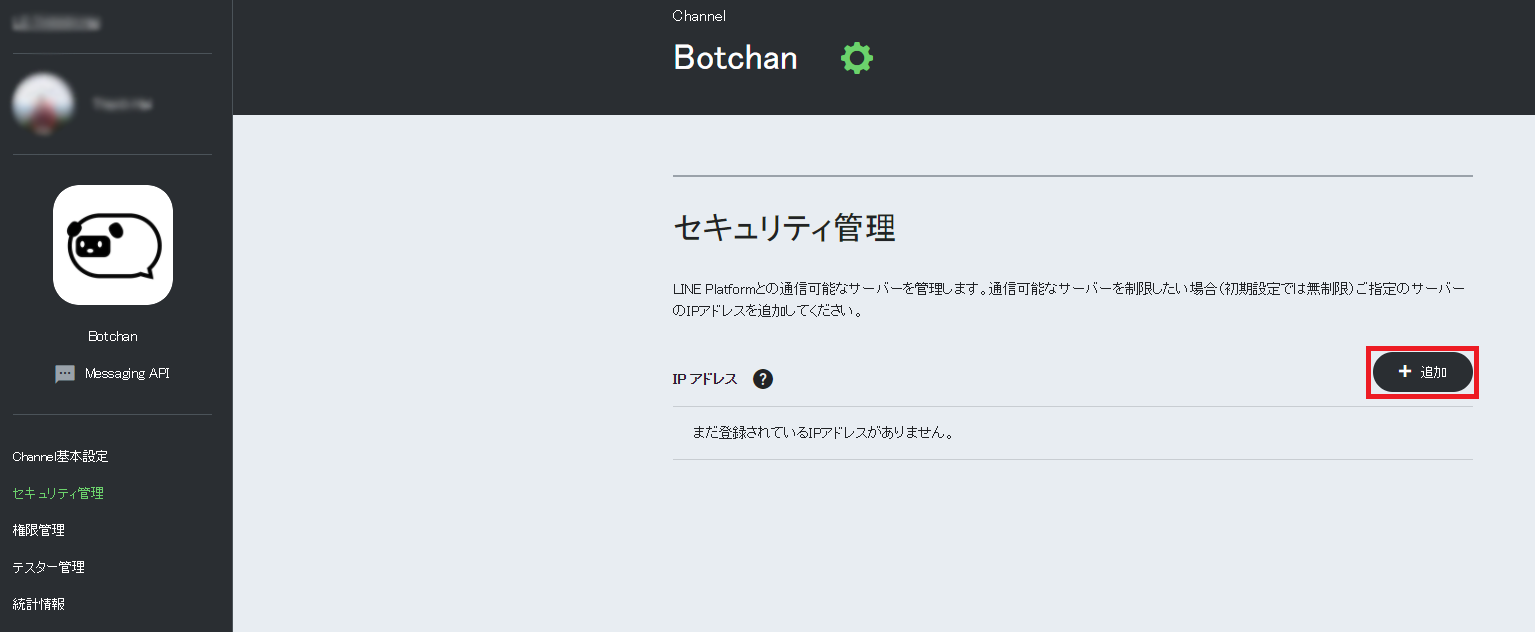 Channel
Botchan
Botchan
Messaging API
Channel基本設定
セキュリティ管理
権限管理
テスター管理
統計情報
セキュリティ管理
LINE Platformとの通信可能なサーバーを管理します。通信可能なサーバーを制限したい場合(初期設定では無制限)ご指定のサーバー
のIPアドレスを追加してください。
IP アドレス ?
+ 追加
まだ登録されているIPアドレスがありません。